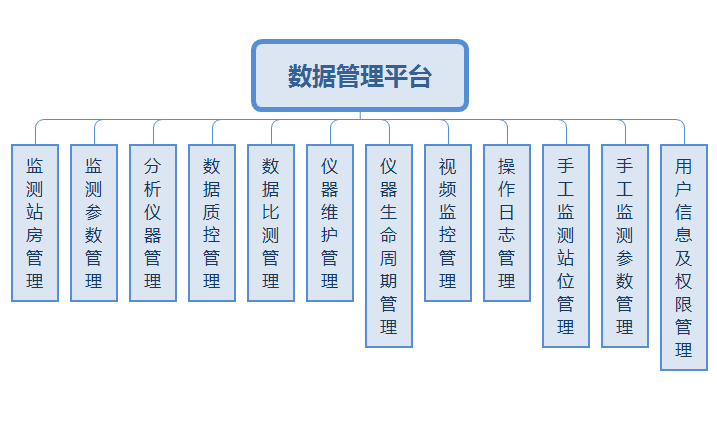 数据管理平台
监测站房管理
监测参数管理
分析仪器管理
数据质控管理
数据比测管理
仪器维护管理
仪器生命周期管理
视频监控管理
操作日志管理
手工监测站位管理
手工监测参数管理
用户信息及权限管理